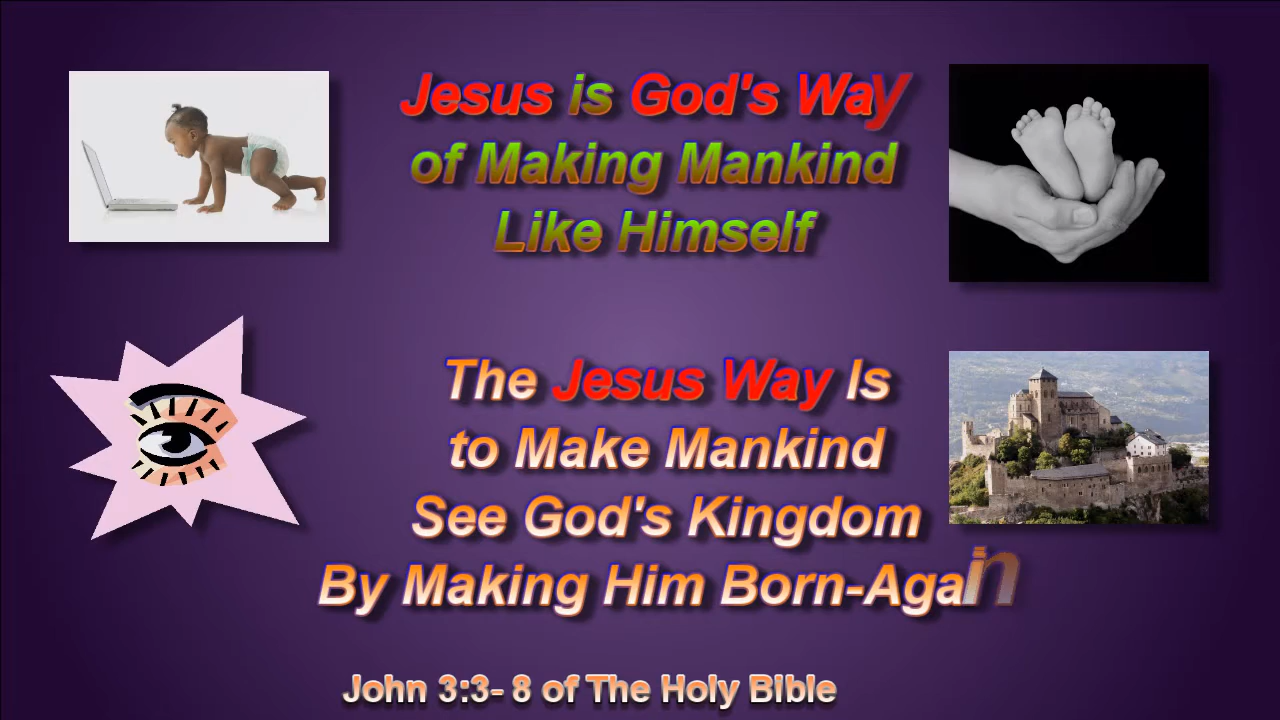 Jesus is God's Way
of Making Mankind
Like Himself
The Jesus Way Is
to Make Mankind
See God's Kingdom
By Making Him Born-Again
John 3:3- 8 of The Holy Bible